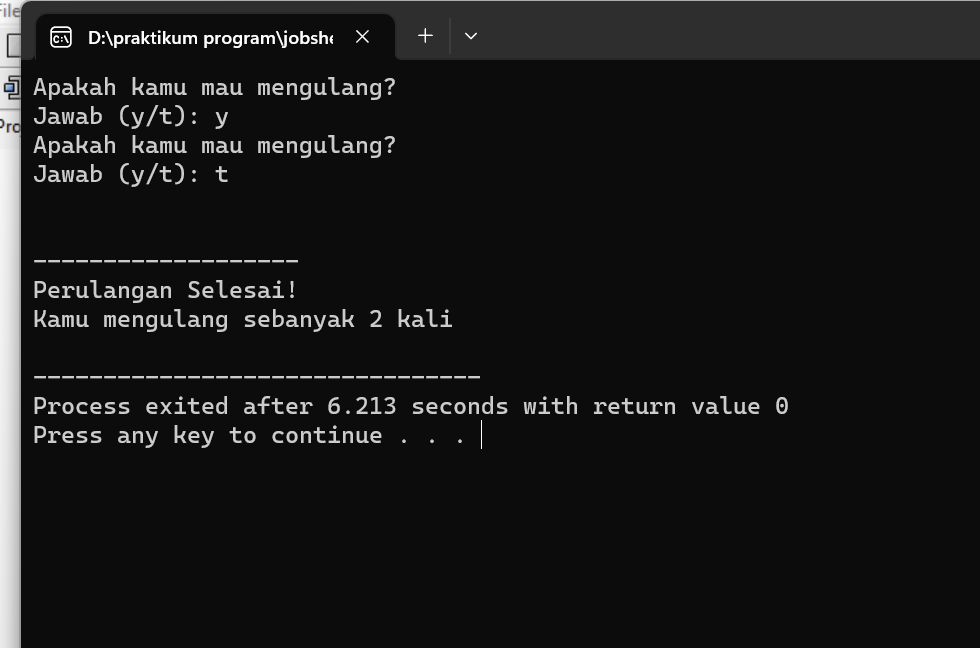 File
D:\praktikum program\jobshe
Pro
Apakah kamu mau mengulang?
Jawab (y/t): y
Apakah kamu mau mengulang?
Jawab (y/t): t
-------------------
Perulangan Selesai!
Kamu mengulang sebanyak 2 kali
--------------------------------
Process exited after 6.213 seconds with return value 0
Press any key to continue . . .